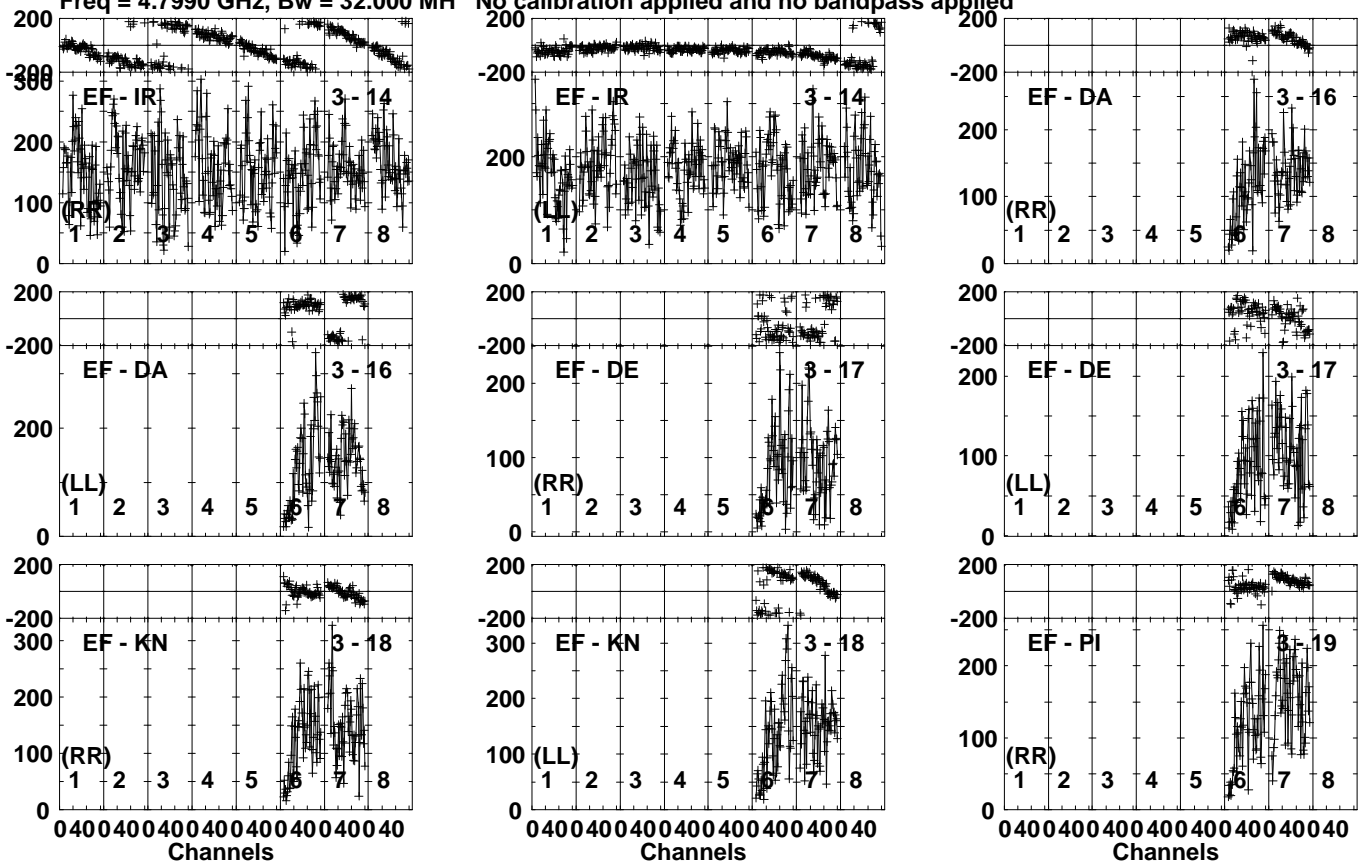 Freq = 4.7990 GHz, Bw = 32.000 MH No calibration applied and no bandpass applied
200
-200
300
200
100
0
EF - IR 3 - 14
(RR)
1 2 3 4 5 6 7 8
200
-200
200
0
EF - IR 3 - 14
(LL)
1 2 3 4 5 6 7 8
200
-200
200
100
0
EF - DA 3 - 16
(RR)
1 2 3 4 5 6 7 8
200
-200
200
0
EF - DA 3 - 16
(LL)
1 2 3 4 5 6 7 8
200
-200
200
100
0
EF - DE 3 - 17
(RR)
1 2 3 4 5 6 7 8
200
-200
200
100
0
EF - DE 3 - 17
(LL)
1 2 3 4 5 6 7 8
200
-200
300
200
100
0
EF - KN 3 - 18
(RR)
1 2 3 4 5 6 7 8
0 40 0 40 0 40 0 40 0 40 0 40 0 40 0 40
Channels
200
-200
300
200
100
0
EF - KN 3 - 18
(LL)
1 2 3 4 5 6 7 8
0 40 0 40 0 40 0 40 0 40 0 40 0 40 0 40
Channels
200
-200
200
100
0
EF - PI 3 - 19
(RR)
1 2 3 4 5 6 7 8
0 40 0 40 0 40 0 40 0 40 0 40 0 40 0 40
Channels